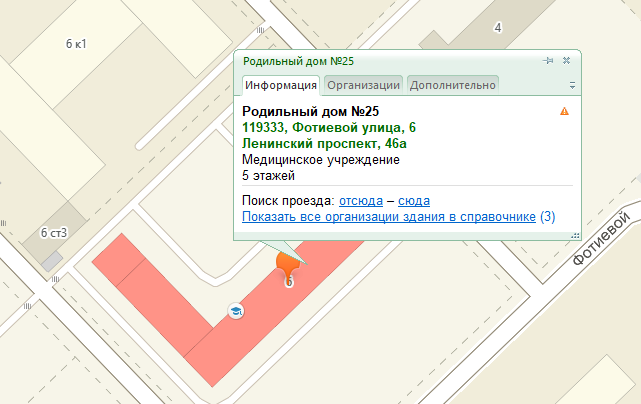 6 к1
4
Родильный дом №25
Информация
Организации
Дополнительно
Родильный дом №25
119333, Фотиевой улица, 6
Ленинский проспект, 46а
Медицинское учреждение
5 этажей
Поиск проезда: отсюда – сюда
Показать все организации здания в справочнике (3)
6 ст3
Фотиевой
6